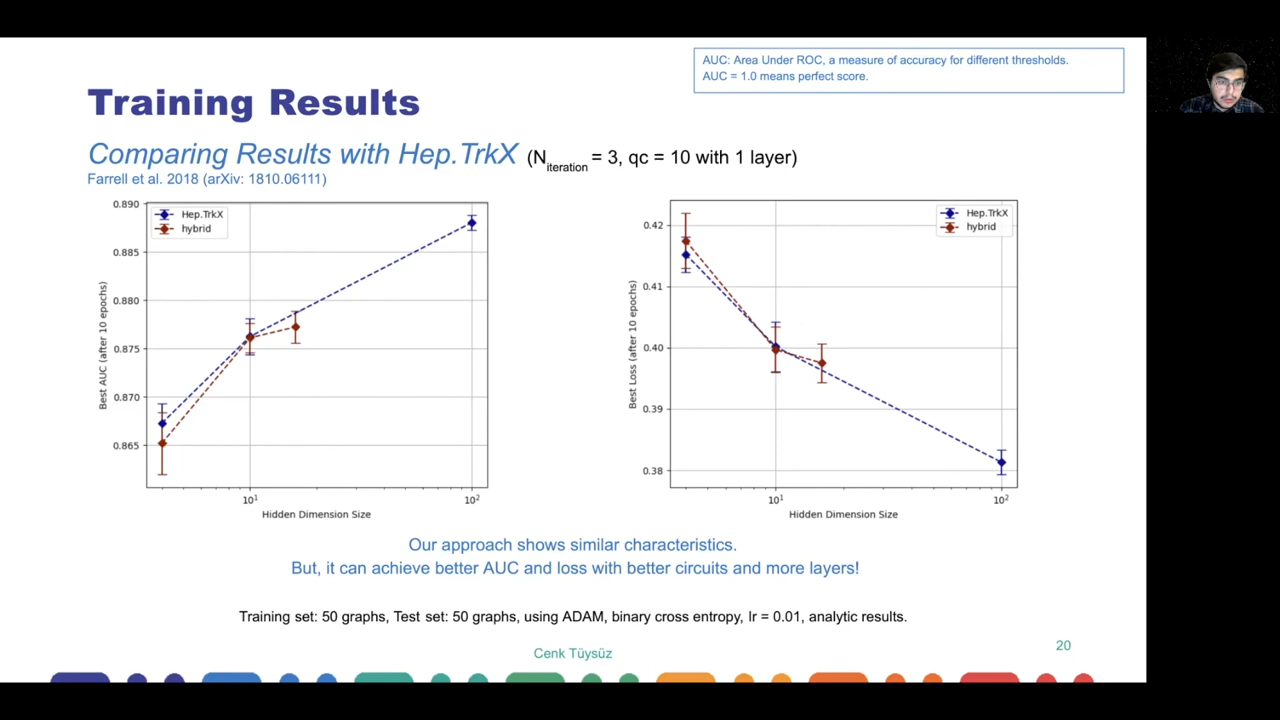 AUC: Area Under ROC, a measure of accuracy for different thresholds.
AUC = 1.0 means perfect score.
Training Results
Comparing Results with Hep.TrkX (Niteration = 3, qc = 10 with 1 layer)
Farrell et al. 2018 (arXiv: 1810.06111)
Hep.TrkX
hybrid
Best AUC (after 10 epochs)
0.890
0.885
0.880
0.875
0.870
0.865
10¹
10²
Hidden Dimension Size
Hep.TrkX
hybrid
Best Loss (after 10 epochs)
0.42
0.41
0.40
0.39
0.38
10¹
10²
Hidden Dimension Size
Our approach shows similar characteristics.
But, it can achieve better AUC and loss with better circuits and more layers!
Training set: 50 graphs, Test set: 50 graphs, using ADAM, binary cross entropy, lr = 0.01, analytic results.
Cenk Tüysüz
20